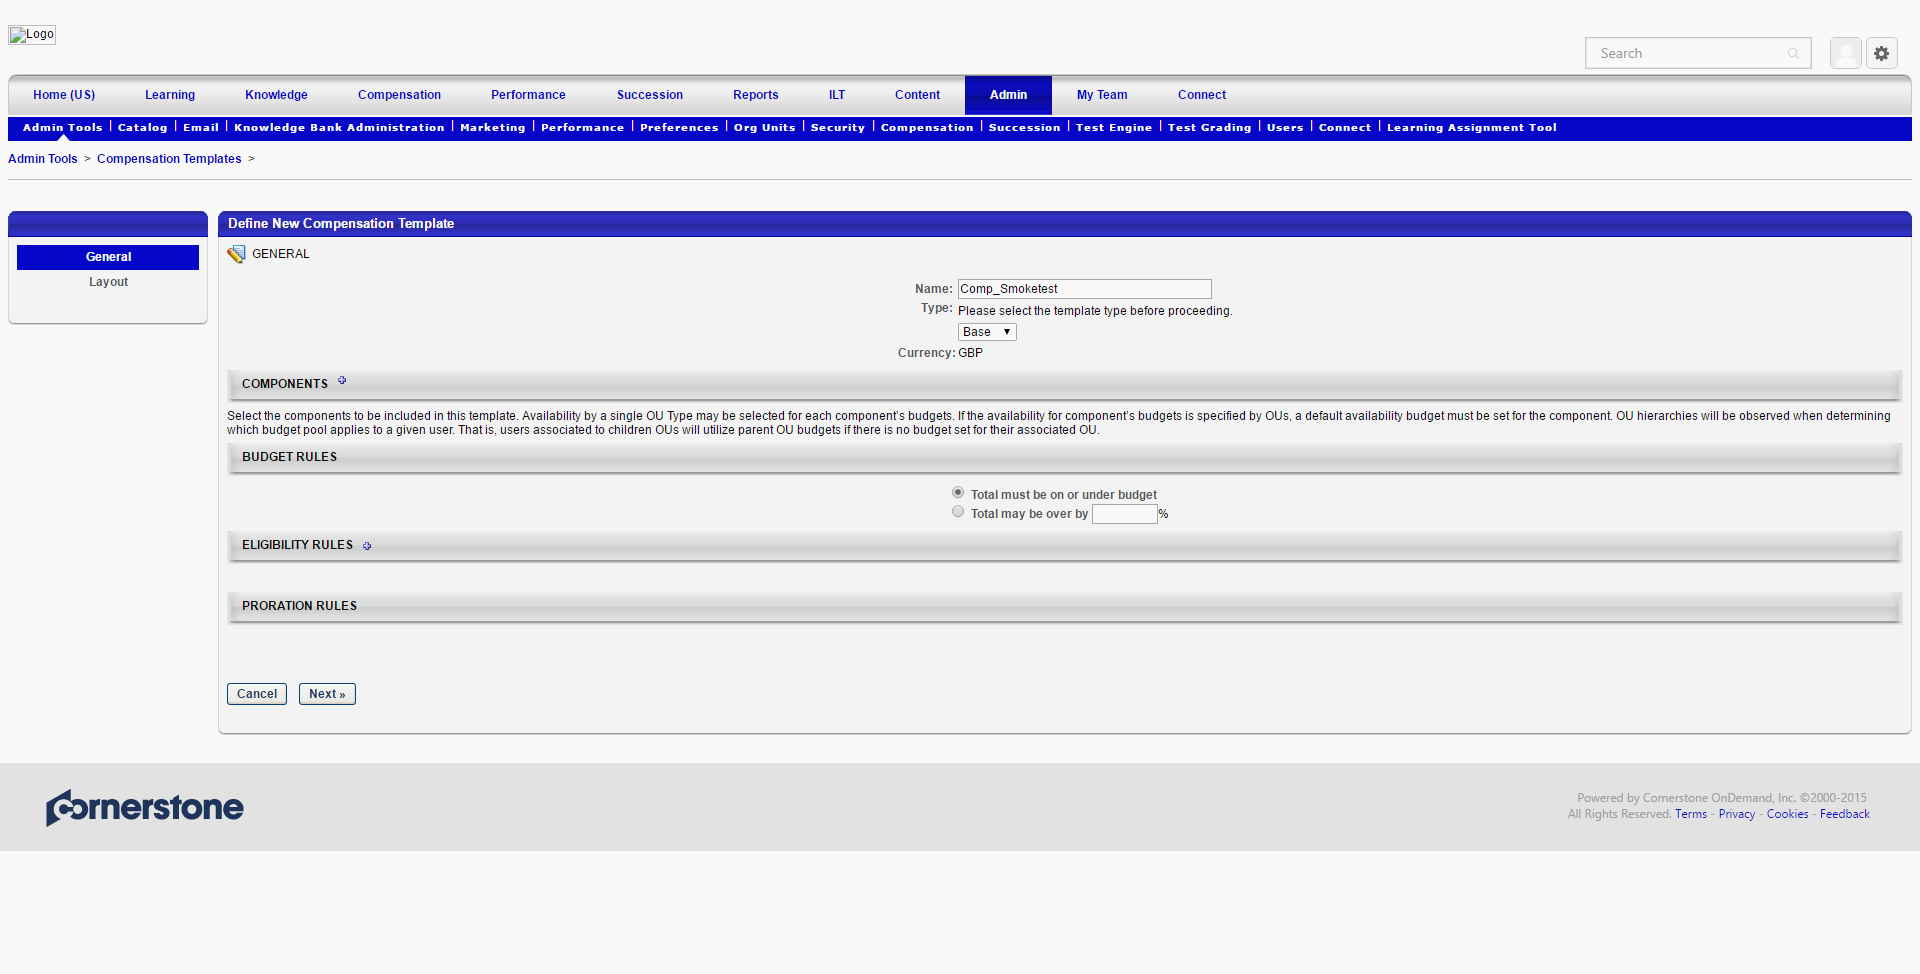 Logo
Search
Home (US) Learning Knowledge Compensation Performance Succession Reports ILT Content Admin My Team Connect
Admin Tools Catalog Email Knowledge Bank Administration Marketing Performance Preferences Org Units Security Compensation Succession Test Engine Test Grading Users Connect Learning Assignment Tool
Admin Tools > Compensation Templates >
General
Layout
Define New Compensation Template
GENERAL
Name: Comp_Smoketest
Type: Please select the template type before proceeding.
Base
Currency: GBP
COMPONENTS
Select the components to be included in this template. Availability by a single OU Type may be selected for each component's budgets. If the availability for component's budgets is specified by OUs, a default availability budget must be set for the component. OU hierarchies will be observed when determining
which budget pool applies to a given user. That is, users associated to children OUs will utilize parent OU budgets if there is no budget set for their associated OU.
BUDGET RULES
Total must be on or under budget
Total may be over by %
ELIGIBILITY RULES
PRORATION RULES
Cancel Next »
Cornerstone
Powered by Cornerstone OnDemand, Inc. ©2000-2015
All Rights Reserved. Terms - Privacy - Cookies - Feedback